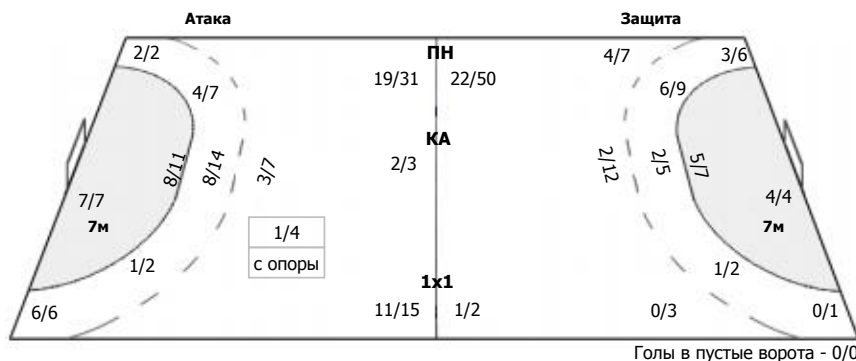 Атака Защита
2/2 ПН 4/7 3/6
4/7 19/31 22/50 6/9
КА
8/11 8/14 3/7 2/3 2/12 2/5 5/7
7/7 4/4
7м 7м
1/4
с опоры
1/2 1/2
1x1
6/6 11/15 1/2 0/3 0/1
Голы в пустые ворота - 0/0